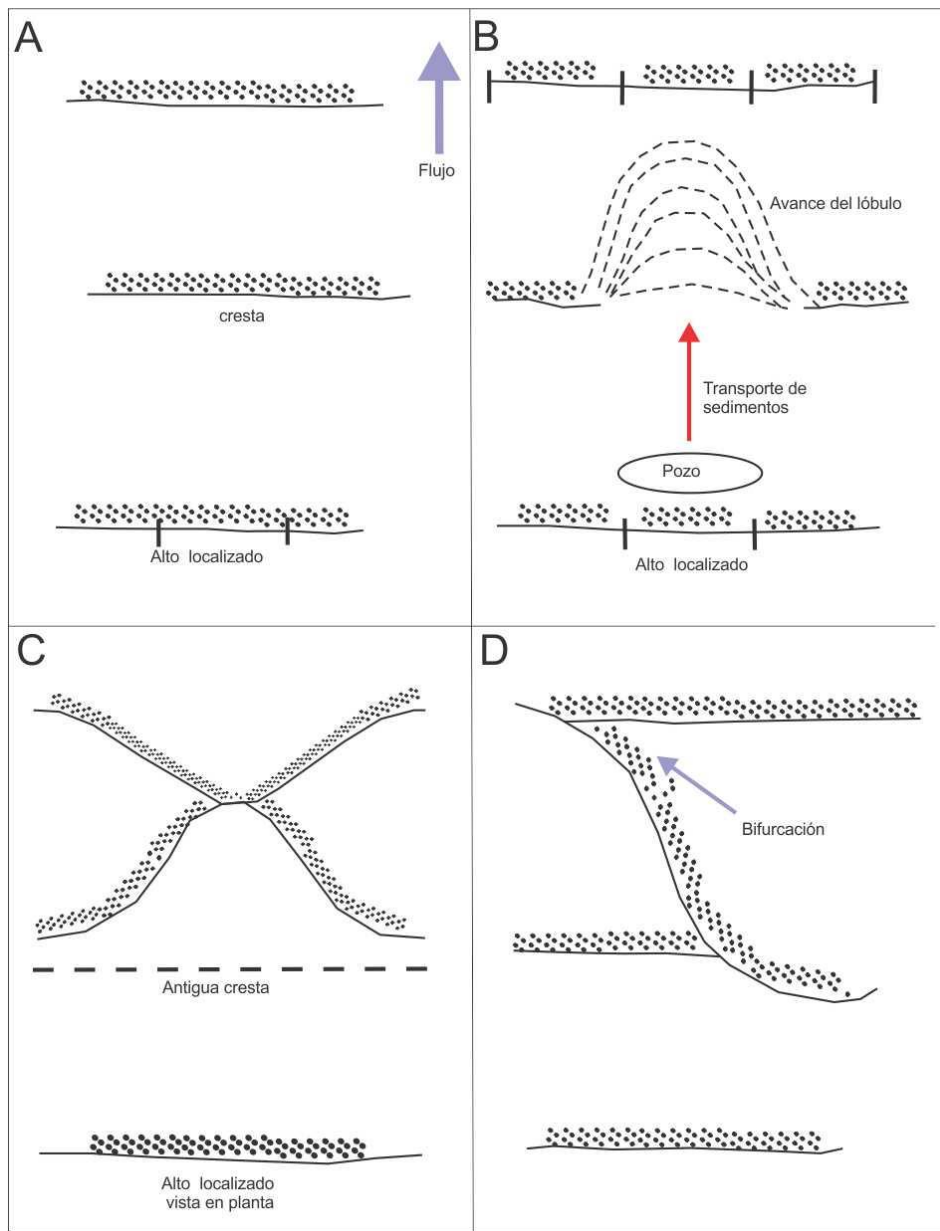 A
Flujo
cresta
Alto localizado
B
Avance del lóbulo
Transporte de
sedimentos
Pozo
Alto localizado
C
Antigua cresta
Alto localizado
vista en planta
D
Bifurcación